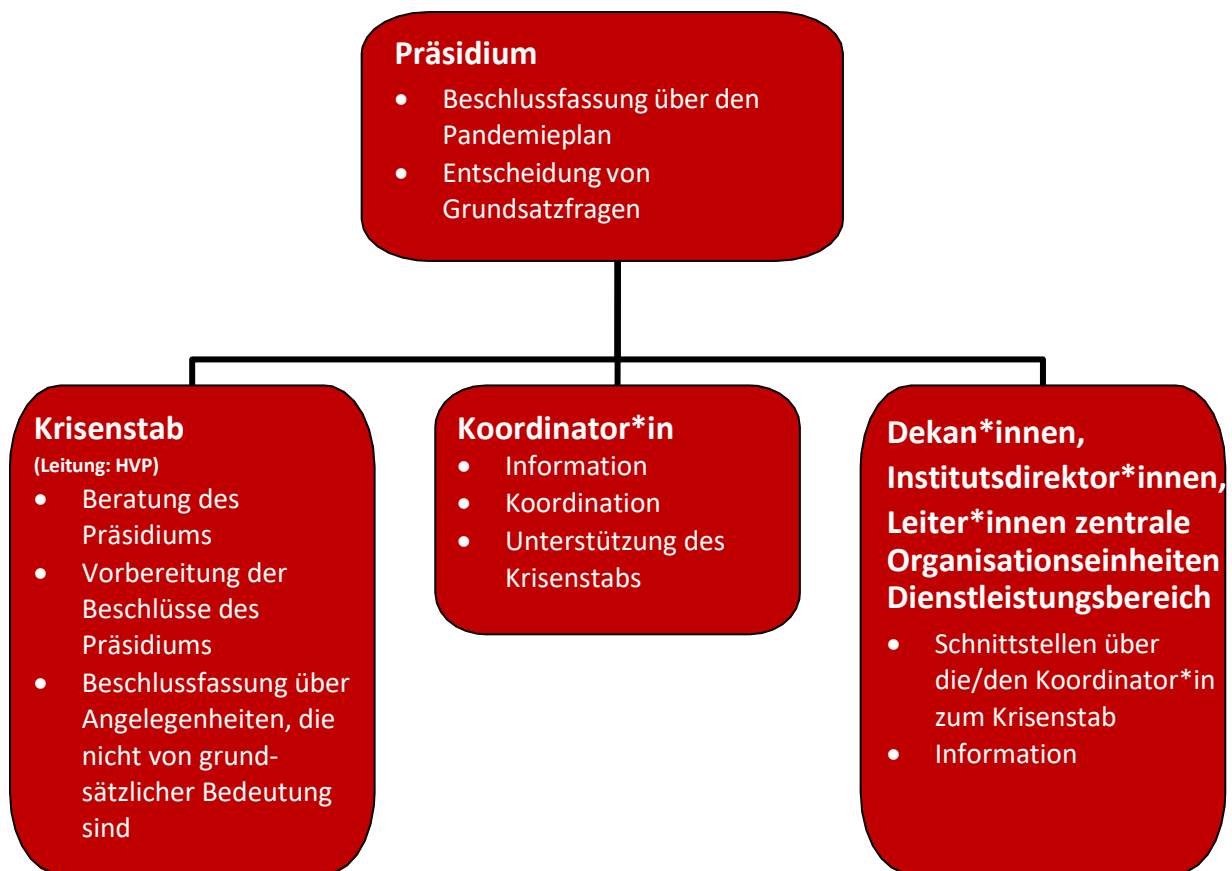 Präsidium
• Beschlussfassung über den
Pandemieplan
• Entscheidung von
Grundsatzfragen
Krisenstab
(Leitung: HVP)
• Beratung des
Präsidiums
• Vorbereitung der
Beschlüsse des
Präsidiums
• Beschlussfassung über
Angelegenheiten, die
nicht von grund-
sätzlicher Bedeutung
sind
Koordinator*in
• Information
• Koordination
• Unterstützung des
Krisenstabs
Dekan*innen,
Institutsdirektor*innen,
Leiter*innen zentrale
Organisationseinheiten
Dienstleistungsbereich
• Schnittstellen über
die/den Koordinator*in
zum Krisenstab
• Information